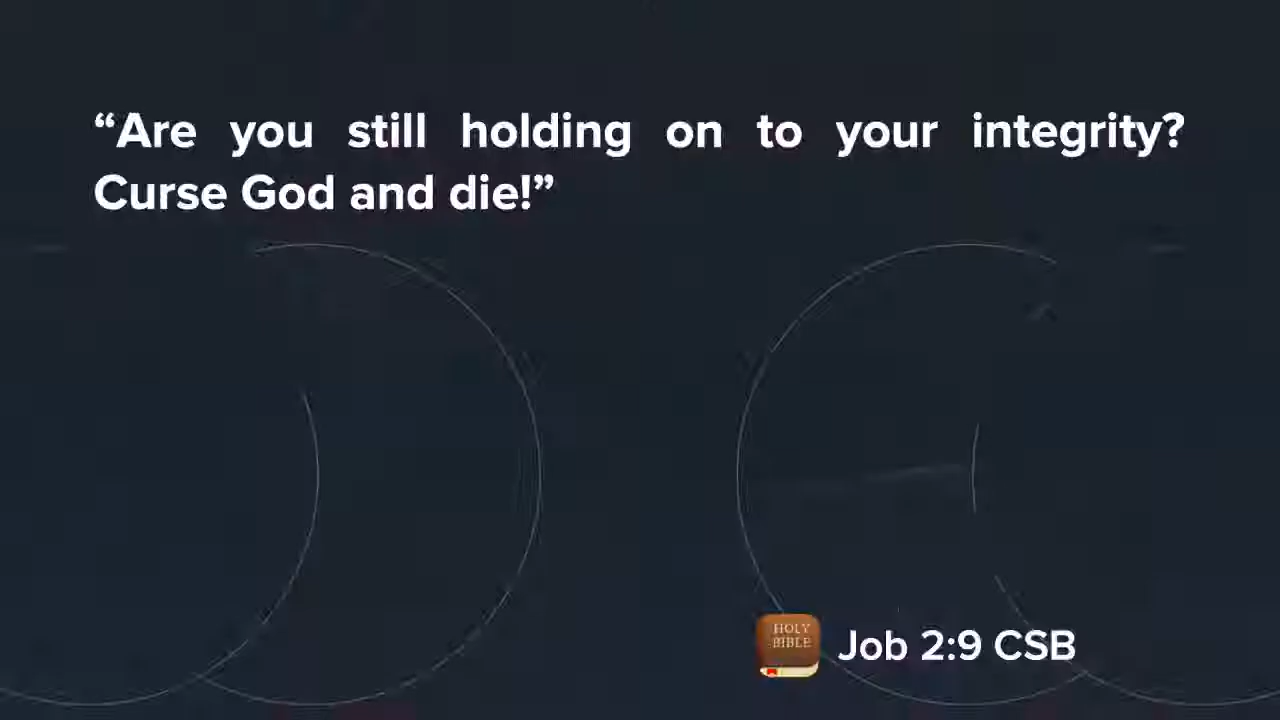 “Are you still holding on to your integrity?
Curse God and die!”
HOLY
BIBLE
Job 2:9 CSB